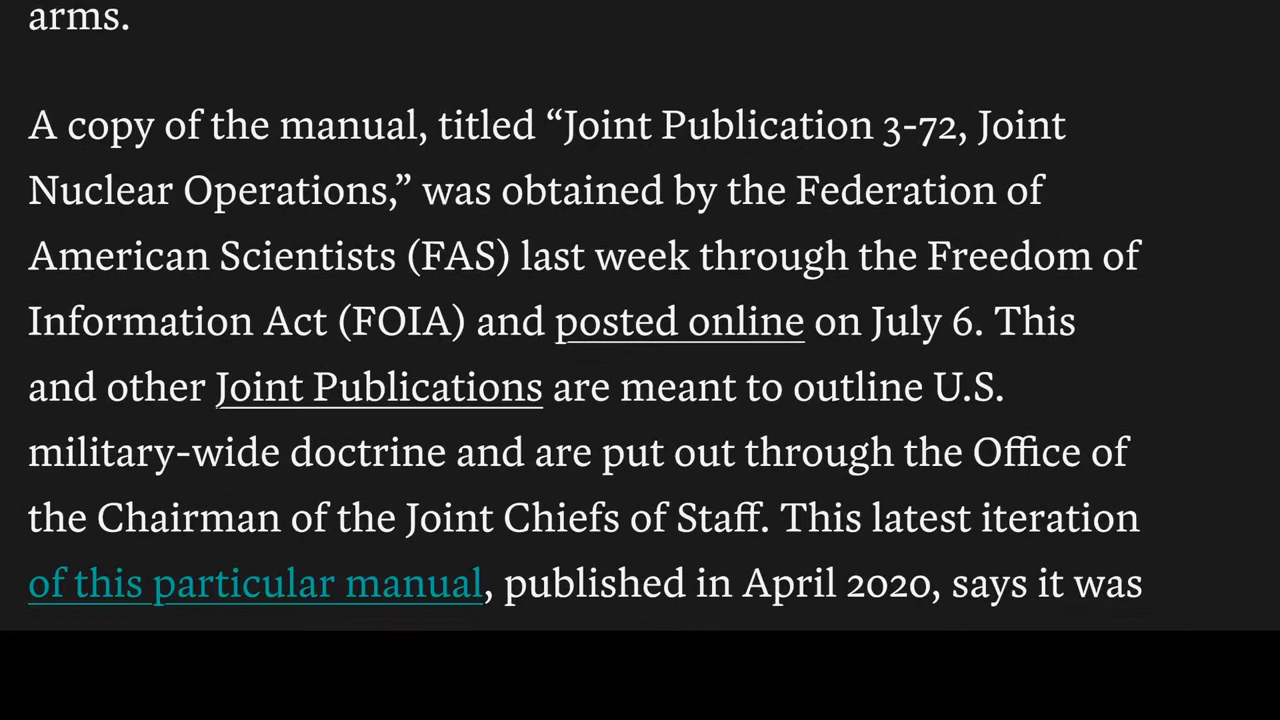 arms.
A copy of the manual, titled “Joint Publication 3-72, Joint
Nuclear Operations,” was obtained by the Federation of
American Scientists (FAS) last week through the Freedom of
Information Act (FOIA) and posted online on July 6. This
and other Joint Publications are meant to outline U.S.
military-wide doctrine and are put out through the Office of
the Chairman of the Joint Chiefs of Staff. This latest iteration
of this particular manual, published in April 2020, says it was